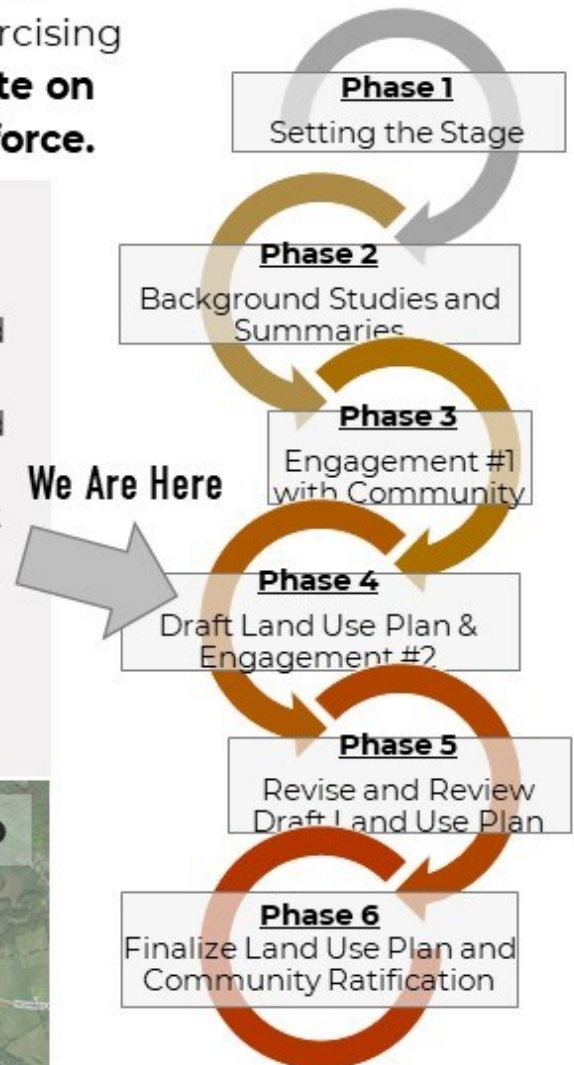 rcising
te on
force.
Phase 1
Setting the Stage
Phase 2
Background Studies and
Summaries
Phase 3
Engagement #1
with Community
We Are Here
Phase 4
Draft Land Use Plan &
Engagement #2
Phase 5
Revise and Review
Draft Land Use Plan
Phase 6
Finalize Land Use Plan and
Community Ratification